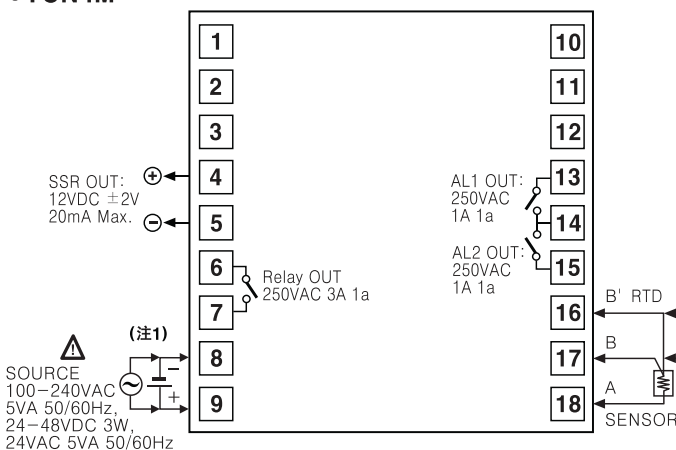 1
10
2
11
3
12
SSR OUT:
12VDC ±2V
20mA Max.
4
5
AL1 OUT:
250VAC
1A 1a
13
14
AL2 OUT:
250VAC
1A 1a
15
6
7
Relay OUT
250VAC 3A 1a
16
B' RTD
(注1)
8
17
B
SOURCE
100-240VAC
5VA 50/60Hz,
24-48VDC 3W,
24VAC 5VA 50/60Hz
−
+
9
18
A
SENSOR